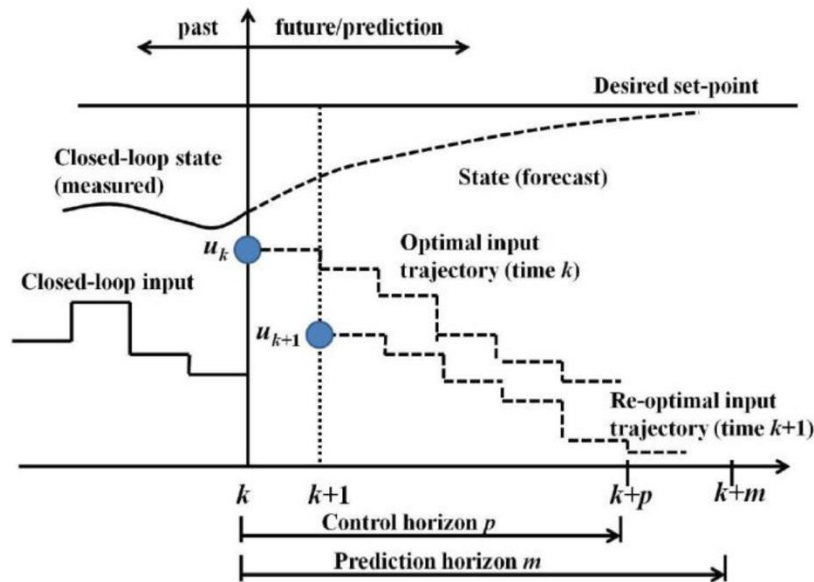 past
future/prediction
Desired set-point
Closed-loop state
(measured)
State (forecast)
u_k
Optimal input
trajectory (time k)
Closed-loop input
u_{k+1}
Re-optimal input
trajectory (time k+1)
k
k+1
k+p
k+m
Control horizon p
Prediction horizon m